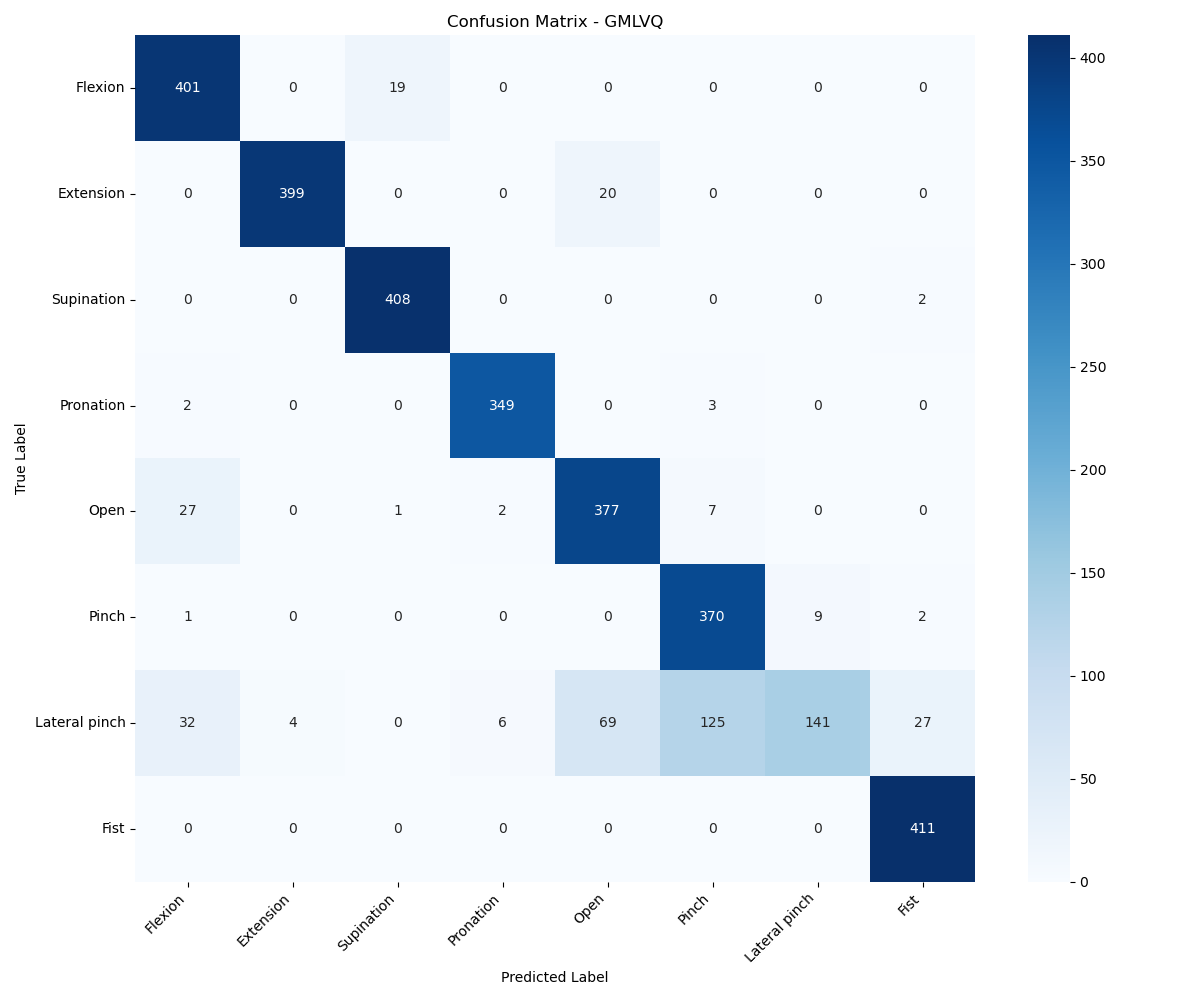 Confusion Matrix - GMLVQ
Flexion 401 0 19 0 0 0 0 0
Extension 0 399 0 0 20 0 0 0
Supination 0 0 408 0 0 0 0 2
Pronation 2 0 0 349 0 3 0 0
Open 27 0 1 2 377 7 0 0
Pinch 1 0 0 0 0 370 9 2
Lateral pinch 32 4 0 6 69 125 141 27
Fist 0 0 0 0 0 0 0 411
True Label
Flexion Extension Supination Pronation Open Pinch Lateral pinch Fist
Predicted Label
400
350
300
250
200
150
100
50
0